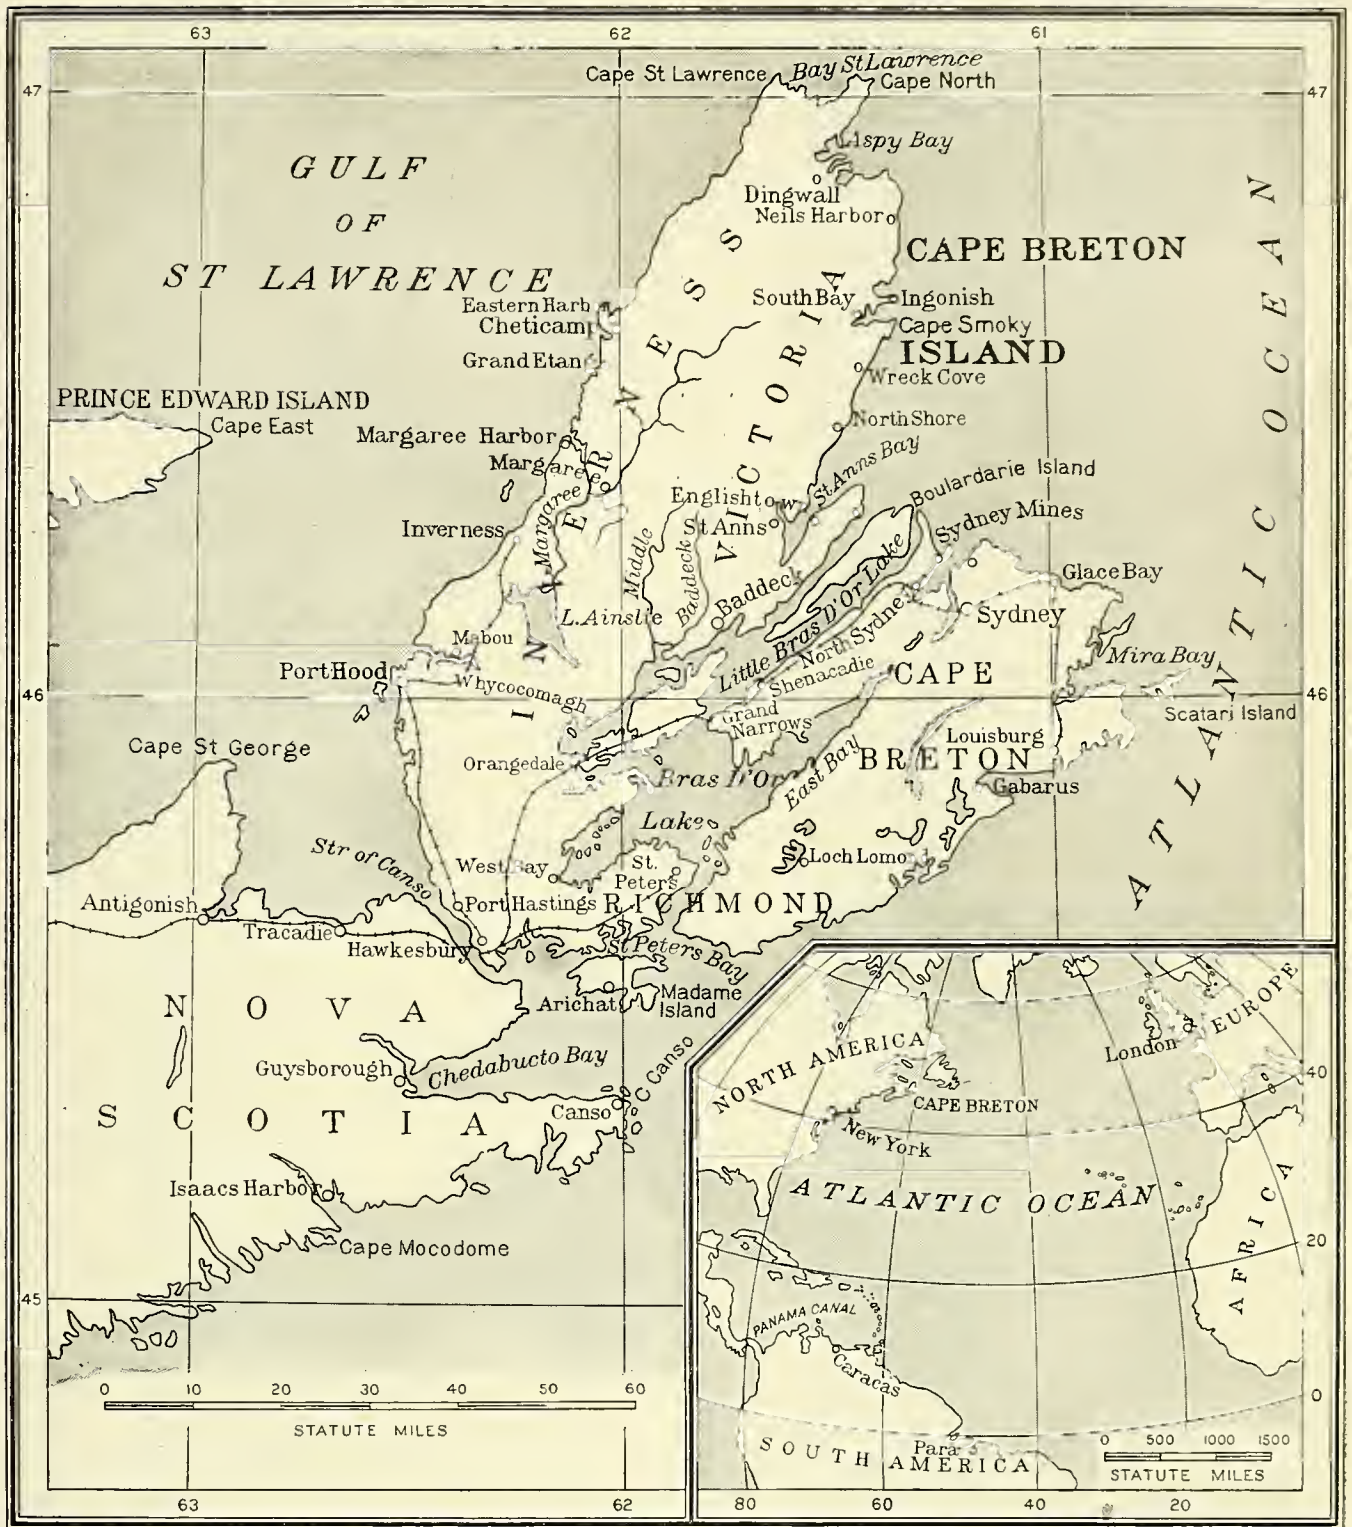 63
62
61
47
47
Cape St Lawrence
Bay St Lawrence
Cape North
Aspy Bay
GULF
OF
ST LAWRENCE
Dingwall
Neils Harbor
CAPE BRETON
ISLAND
South Bay
Ingonish
Cape Smoky
Wreck Cove
North Shore
Eastern Harb
Cheticamp
Grand Etan
PRINCE EDWARD ISLAND
Cape East
Margaree Harbor
Margaree
Margaree
Inverness
INVERNESS
VICTORIA
Englishtow
St Anns Bay
St Anns
Boulardarie Island
Sydney Mines
Glace Bay
Middle
Baddeck
Baddeck
L. Ainslie
Little Bras D'Or Lake
North Sydney
Sydney
Mira Bay
Mabou
Port Hood
Whycocomagh
Shenacadie
CAPE
BRETON
46
46
Scatari Island
Grand
Narrows
Louisburg
Cape St George
Orangedale
Bras D'Or
Lake
East Bay
Gabarus
Str of Canso
West Bay
St.
Peters
Loch Lomond
Antigonish
Port Hastings
RICHMOND
Tracadie
Hawkesbury
St Peters Bay
Arichat
Madame
Island
ATLANTIC OCEAN
NOVA
SCOTIA
Guysborough
Chedabucto Bay
C Canso
Canso
Isaacs Harbor
Cape Mocodome
45
0 10 20 30 40 50 60
STATUTE MILES
63
62
NORTH AMERICA
EUROPE
London
40
CAPE BRETON
New York
ATLANTIC OCEAN
AFRICA
20
PANAMA CANAL
Caracas
0
Para
SOUTH AMERICA
0 500 1000 1500
STATUTE MILES
80
60
40
20